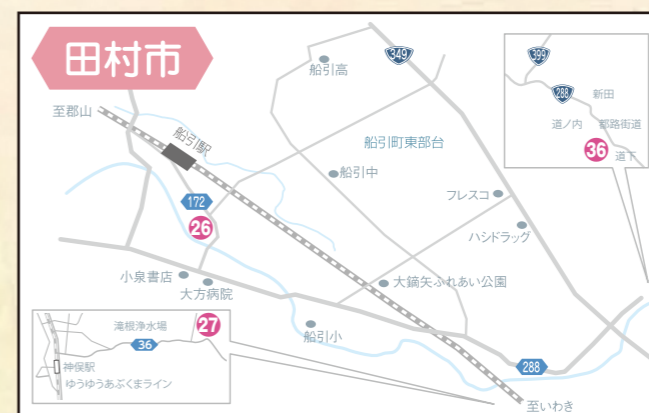 田村市
船引高
349
399
288
新田
道ノ内
都路街道
36
道下
至郡山
船引駅
船引町東部台
船引中
フレスコ
172
26
ハシドラッグ
小泉書店
大方病院
大鏑矢ふれあい公園
滝根浄水場
27
36
神俣駅
ゆうゆうあぶくまライン
船引小
288
至いわき